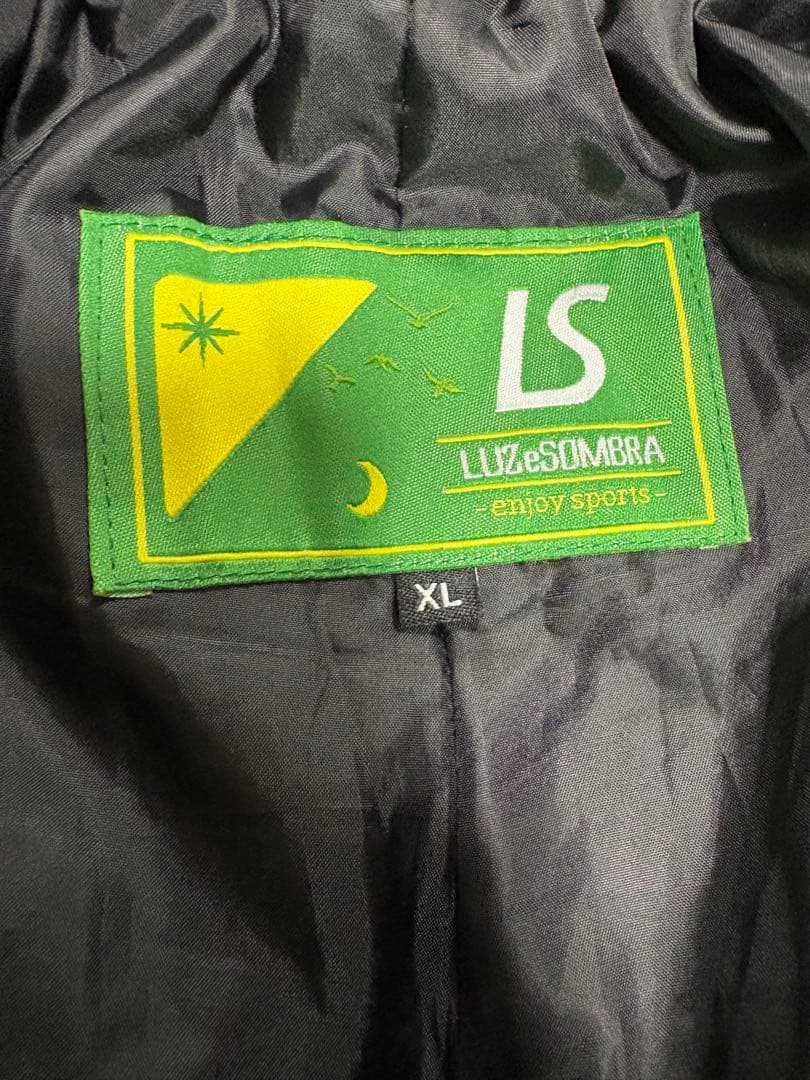 LS
LUZeSOMBRA
-enjoy sports-
XL